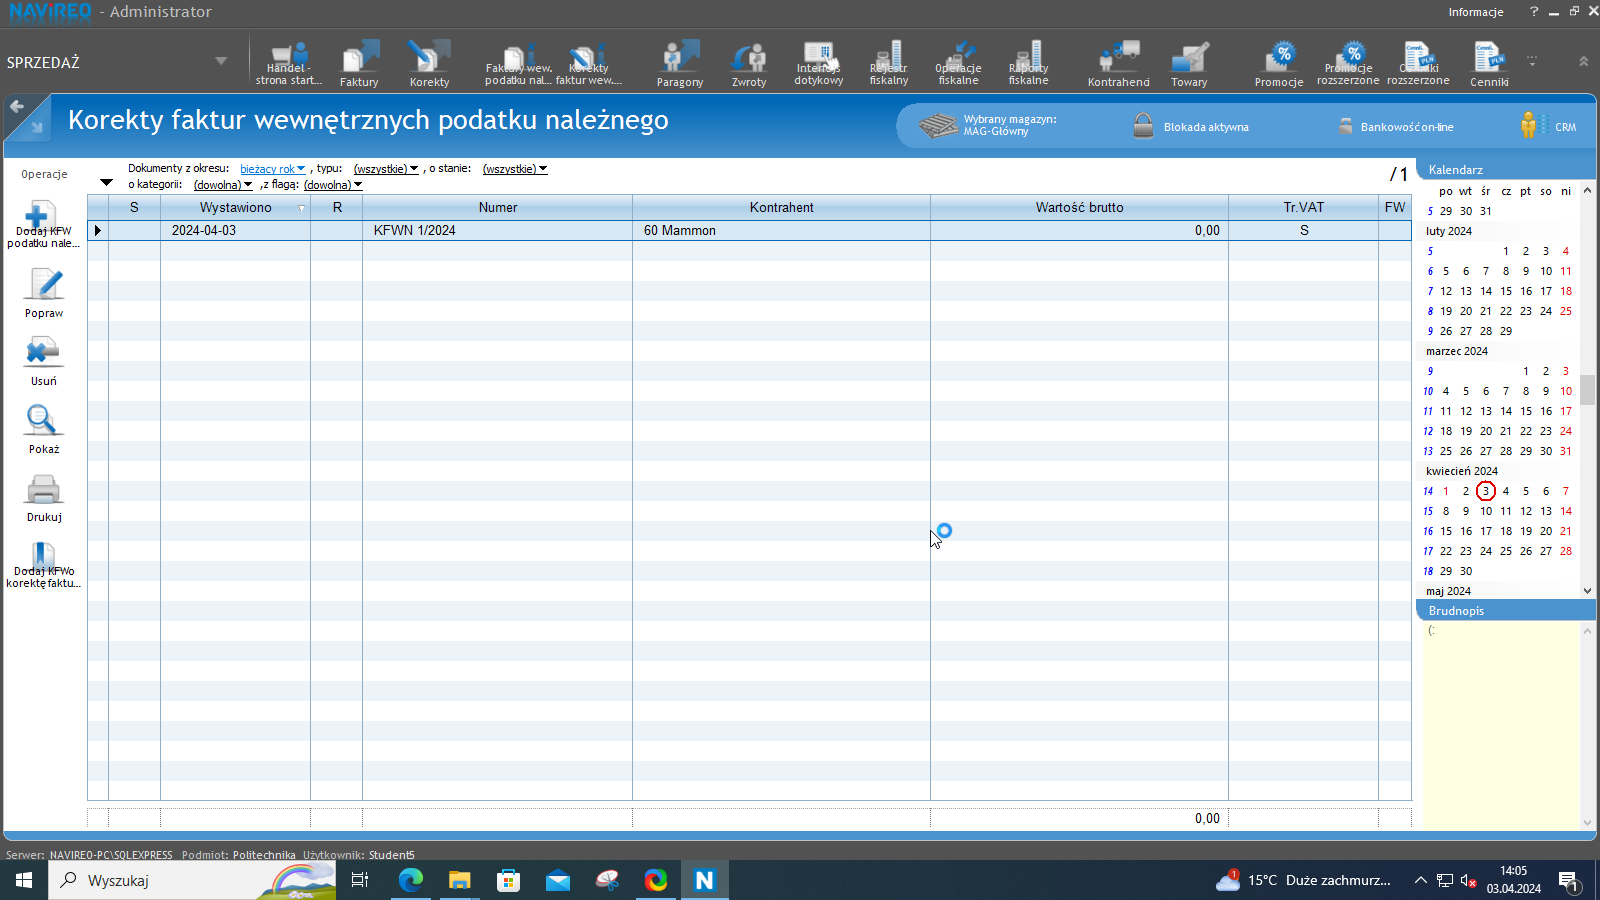 NAVIREO - Administrator
Informacje
SPRZEDAŻ
Handel -
strona start...
Faktury
Korekty
Faktury wew.
podatku nal...
Korekty
faktur wew....
Paragony
Zwroty
Interfejs
dotykowy
Rejestr
fiskalny
Operacje
fiskalne
Raporty
fiskalne
Kontrahenci
Towary
Promocje
Promocje
rozszerzone
Cenniki
rozszerzone
Cenniki
Korekty faktur wewnętrznych podatku należnego
Wybrany magazyn:
MAG-Główny
Blokada aktywna
Bankowość on-line
CRM
Operacje
Dodaj KFW
podatku nale...
Popraw
Usuń
Pokaż
Drukuj
Dodaj KFWo
korektę faktu...
Dokumenty z okresu: bieżący rok , typu: (wszystkie) , o stanie: (wszystkie)
o kategorii: (dowolna) ,z flagą: (dowolna)
/1
S Wystawiono R Numer Kontrahent Wartość brutto Tr.VAT FW
2024-04-03 KFWN 1/2024 60 Mammon 0,00 S
0,00
Kalendarz
po wt śr cz pt so ni
5 29 30 31
luty 2024
5 1 2 3 4
6 5 6 7 8 9 10 11
7 12 13 14 15 16 17 18
8 19 20 21 22 23 24 25
9 26 27 28 29
marzec 2024
9 1 2 3
10 4 5 6 7 8 9 10
11 11 12 13 14 15 16 17
12 18 19 20 21 22 23 24
13 25 26 27 28 29 30 31
kwiecień 2024
14 1 2 3 4 5 6 7
15 8 9 10 11 12 13 14
16 15 16 17 18 19 20 21
17 22 23 24 25 26 27 28
18 29 30
maj 2024
Brudnopis
(:
Serwer: NAVIREO-PC\SQLEXPRESS Podmiot: Politechnika Użytkownik: Student5
Wyszukaj
N
1
15°C Duże zachmurz...
14:05
03.04.2024
1